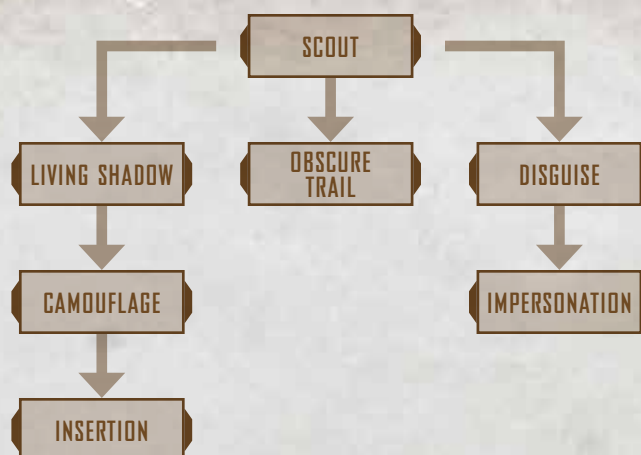 SCOUT
LIVING SHADOW
OBSCURE
TRAIL
DISGUISE
CAMOUFLAGE
IMPERSONATION
INSERTION